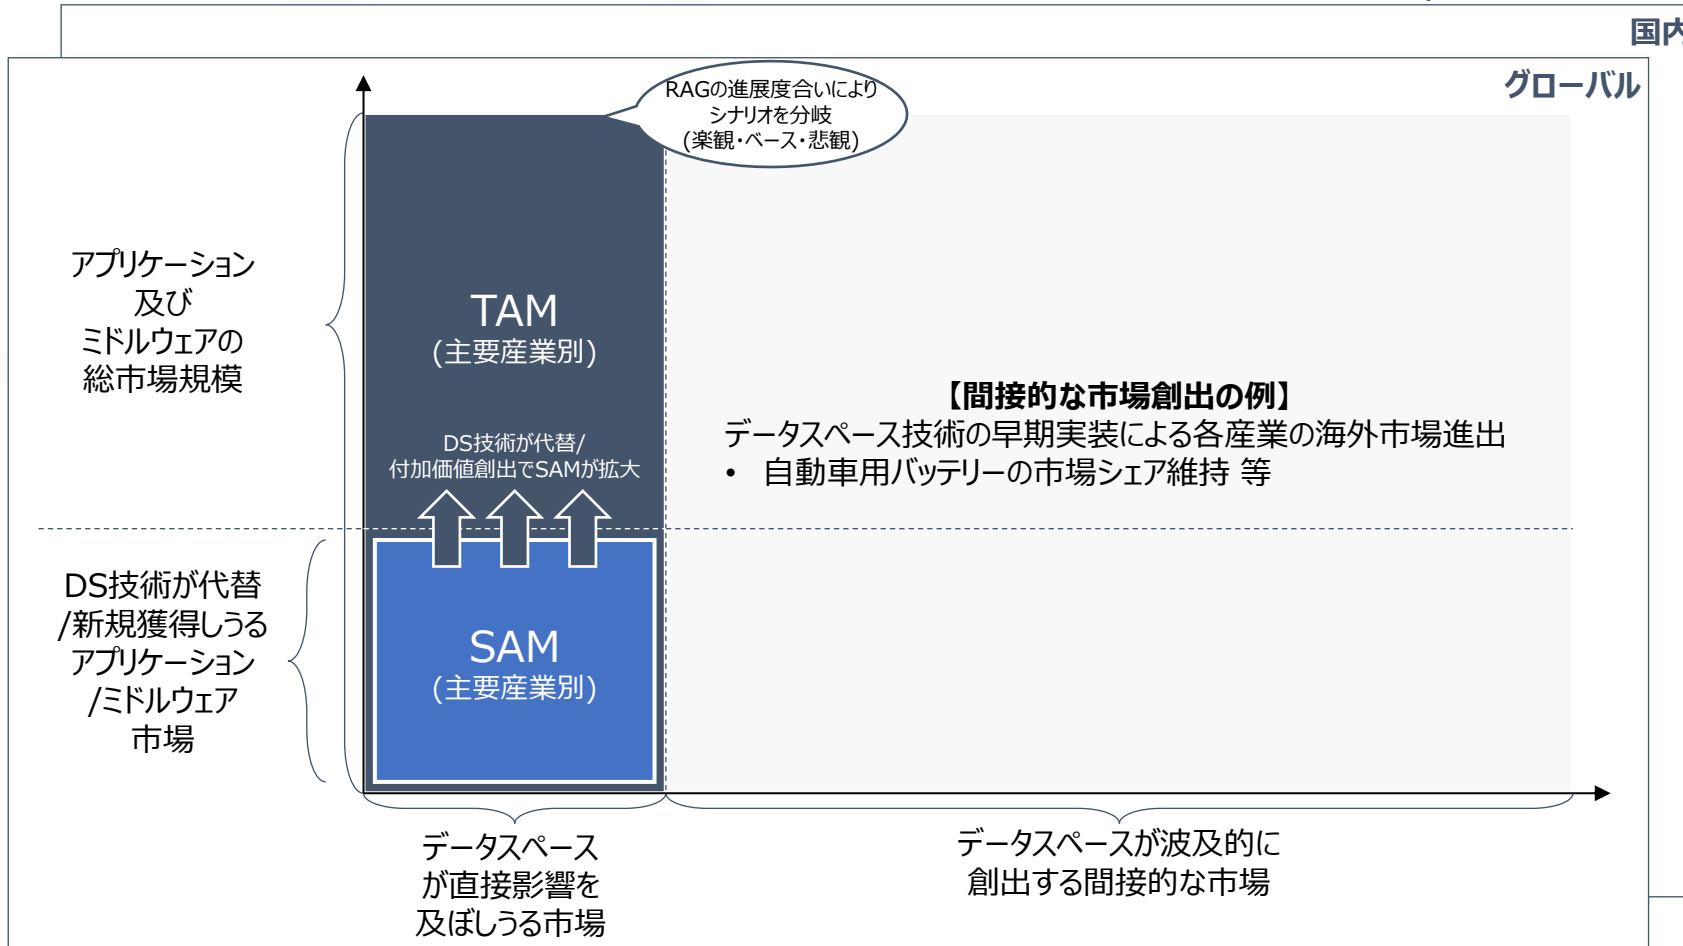 国内
グローバル
RAGの進展度合いにより
シナリオを分岐
(楽観・ベース・悲観)
アプリケーション
及び
ミドルウェアの
総市場規模
TAM
(主要産業別)
DS技術が代替/
付加価値創出でSAMが拡大
【間接的な市場創出の例】
データスペース技術の早期実装による各産業の海外市場進出
• 自動車用バッテリーの市場シェア維持 等
DS技術が代替
/新規獲得しうる
アプリケーション
/ミドルウェア
市場
SAM
(主要産業別)
データスペース
が直接影響を
及ぼしうる市場
データスペースが波及的に
創出する間接的な市場